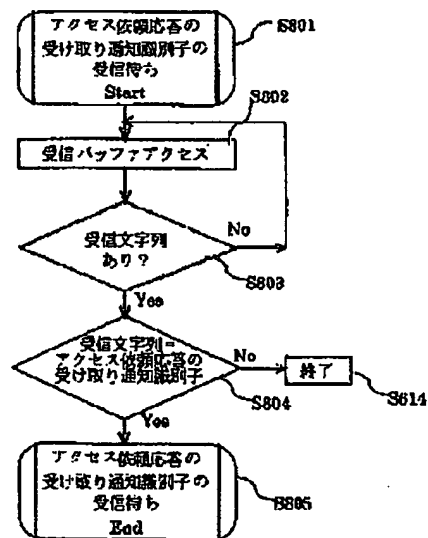 アクセス依頼応答の
受け取り通知識別子の
受信待ち
Start
S801
S802
受信バッファアクセス
受信文字列
あり?
No
S803
Yes
受信文字列=
アクセス依頼応答の
受け取り通知識別子
No
終了
S804
S614
Yes
アクセス依頼応答の
受け取り通知識別子の
受信待ち
End
S805